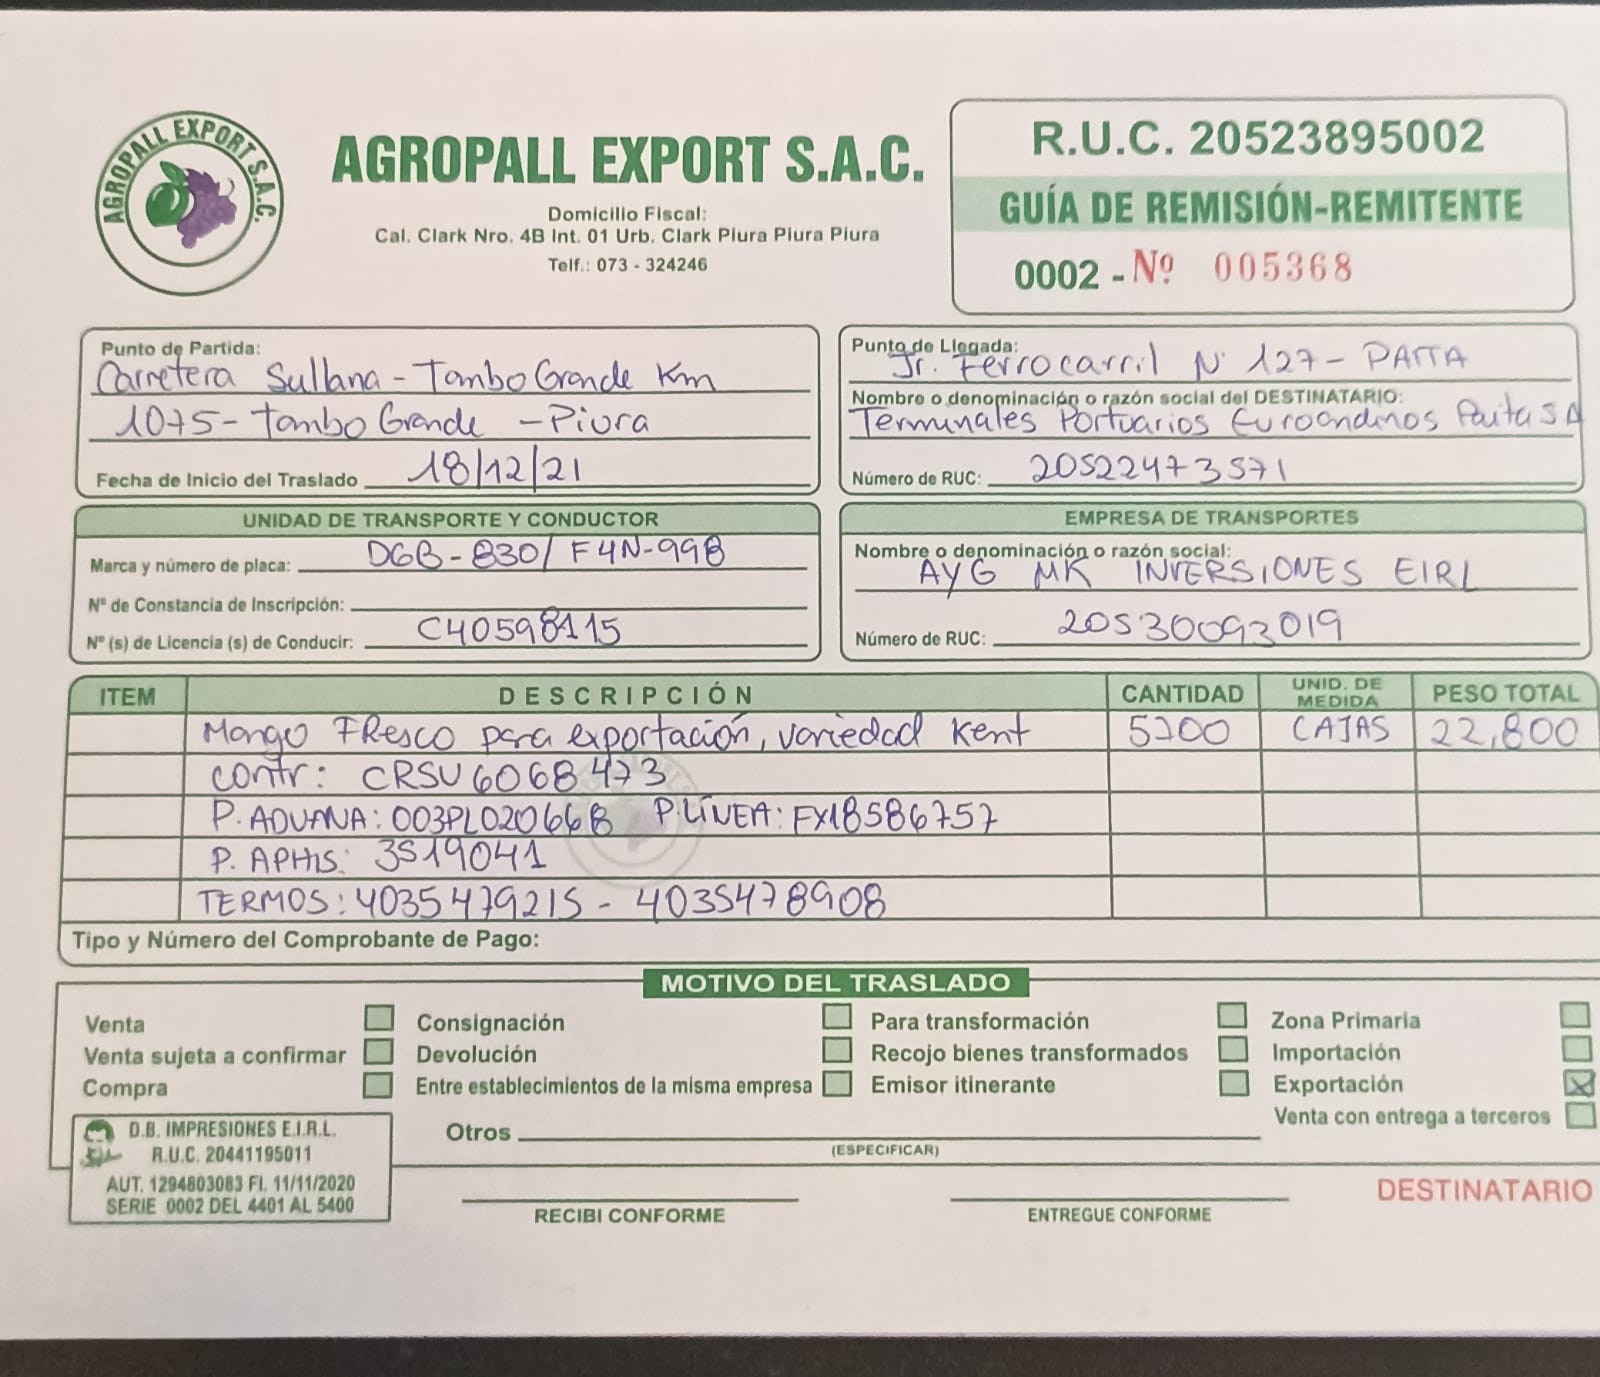 AGROPALL EXPORT S.A.C.
AGROPALL EXPORT S.A.C.
Domicilio Fiscal:
Cal. Clark Nro. 4B Int. 01 Urb. Clark Piura Piura Piura
Telf.: 073 - 324246
R.U.C. 20523895002
GUÍA DE REMISIÓN-REMITENTE
0002 - Nº 005368
Punto de Partida:
Carretera Sullana - TamboGrande Km
1075 - tamboGrande - Piura
Fecha de Inicio del Traslado 18/12/21
Punto de Llegada:
Jr. Ferrocarril Nº 127 - PAITA
Nombre o denominación o razón social del DESTINATARIO:
Terminales Portuarios Euroandinos Paita SA
Número de RUC: 20522473571
UNIDAD DE TRANSPORTE Y CONDUCTOR
Marca y número de placa: DGB-830/ F4N-998
Nº de Constancia de Inscripción:
Nº (s) de Licencia (s) de Conducir: C40598115
EMPRESA DE TRANSPORTES
Nombre o denominación o razón social:
AYG MK INVERSIONES EIRL
Número de RUC: 20530093019
ITEM DESCRIPCIÓN CANTIDAD UNID. DE MEDIDA PESO TOTAL
Mango FResco para exportación, variedad Kent 5700 CAJAS 22,800
contr: CRSU6068473
P. ADUANA: 003PL020668 P.LÍNEA: FX18586757
P. APHIS: 3519041
TERMOS: 4035479215 - 4035478908
Tipo y Número del Comprobante de Pago:
MOTIVO DEL TRASLADO
Venta Consignación Para transformación Zona Primaria
Venta sujeta a confirmar Devolución Recojo bienes transformados Importación
Compra Entre establecimientos de la misma empresa Emisor itinerante Exportación X
Venta con entrega a terceros
Otros
(ESPECIFICAR)
D.B. IMPRESIONES E.I.R.L.
R.U.C. 20441195011
AUT. 1294803083 FI. 11/11/2020
SERIE 0002 DEL 4401 AL 5400
RECIBI CONFORME
ENTREGUE CONFORME
DESTINATARIO